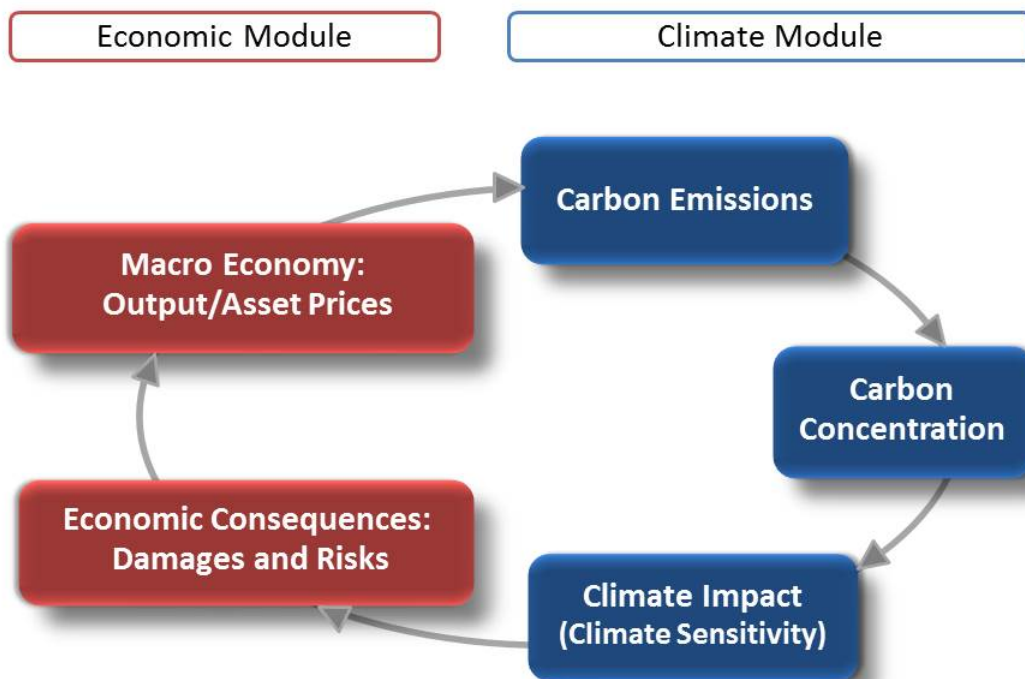 Economic Module
Climate Module
Carbon Emissions
Macro Economy:
Output/Asset Prices
Carbon
Concentration
Economic Consequences:
Damages and Risks
Climate Impact
(Climate Sensitivity)